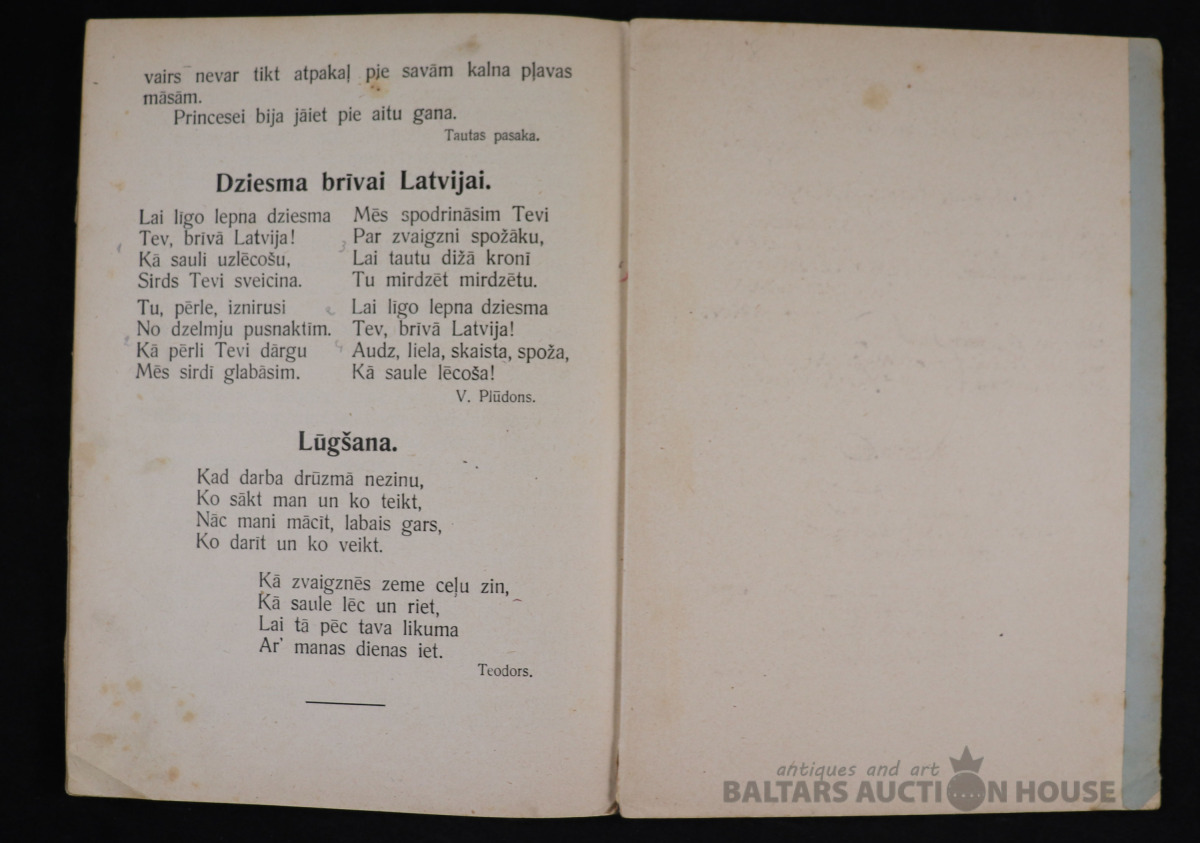 vairs nevar tikt atpakaļ pie savām kalna pļavas
māsām.
Princesei bija jāiet pie aitu gana.
Tautas pasaka.
Dziesma brīvai Latvijai.
Lai līgo lepna dziesma
Tev, brīvā Latvija!
Kā sauli uzlēcošu,
Sirds Tevi sveicina.
Tu, pērle, iznirusi
No dzelmju pusnaktīm.
Kā pērli Tevi dārgu
Mēs sirdī glabāsim.
Mēs spodrināsim Tevi
Par zvaigzni spožāku,
Lai tautu dižā kronī
Tu mirdzēt mirdzētu.
Lai līgo lepna dziesma
Tev, brīvā Latvija!
Audz, liela, skaista, spoža,
Kā saule lēcoša!
V. Plūdons.
Lūgšana.
Kad darba drūzmā nezinu,
Ko sākt man un ko teikt,
Nāc mani mācīt, labais gars,
Ko darīt un ko veikt.
Kā zvaigznēs zeme ceļu zin,
Kā saule lēc un riet,
Lai tā pēc tava likuma
Ar' manas dienas iet.
Teodors.
antiques and art
BALTARS AUCTION HOUSE